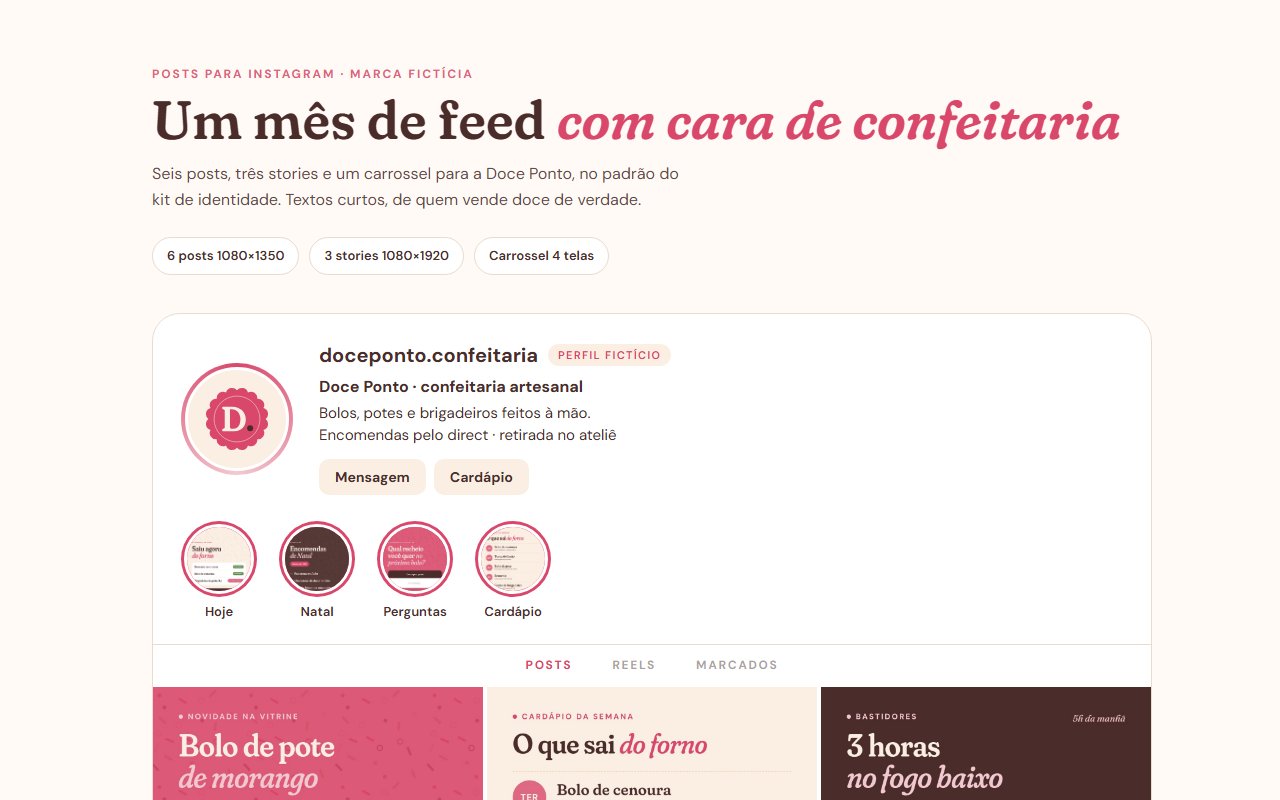 POSTS PARA INSTAGRAM · MARCA FICTÍCIA
Um mês de feed com cara de confeitaria
Seis posts, três stories e um carrossel para a Doce Ponto, no padrão do
kit de identidade. Textos curtos, de quem vende doce de verdade.
6 posts 1080×1350
3 stories 1080×1920
Carrossel 4 telas
D.
doceponto.confeitaria
PERFIL FICTÍCIO
Doce Ponto · confeitaria artesanal
Bolos, potes e brigadeiros feitos à mão.
Encomendas pelo direct · retirada no ateliê
Mensagem
Cardápio
Saiu agora
do forno
Encomendas
de Natal
Qual recheio
você quer no
próximo bolo?
que sai do forno
Hoje
Natal
Perguntas
Cardápio
POSTS
REELS
MARCADOS
NOVIDADE NA VITRINE
Bolo de pote
de morango
CARDÁPIO DA SEMANA
O que sai do forno
TER
Bolo de cenoura
BASTIDORES
5h da manhã
3 horas
no fogo baixo